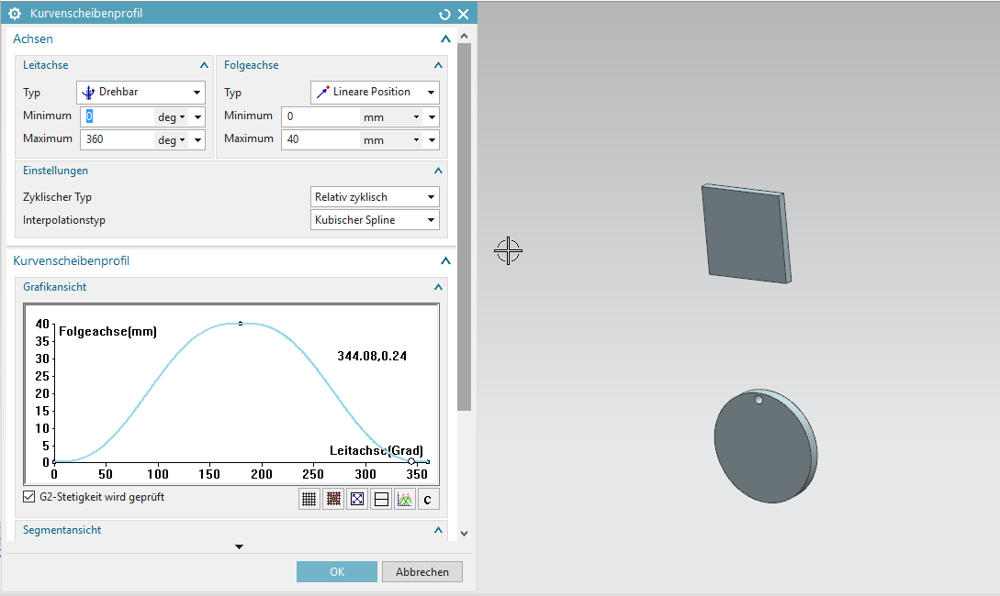 Kurvenscheibenprofil
Achsen
Leitachse
Folgeachse
Typ Drehbar
Typ Lineare Position
Minimum 0 deg
Minimum 0 mm
Maximum 360 deg
Maximum 40 mm
Einstellungen
Zyklischer Typ Relativ zyklisch
Interpolationstyp Kubischer Spline
Kurvenscheibenprofil
Grafikansicht
40
Folgeachse(mm)
35
344.08,0.24
30
25
20
15
10
5
Leitachse(Grad)
0
0 50 100 150 200 250 300 350
G2-Stetigkeit wird geprüft
C
Segmentansicht
OK Abbrechen